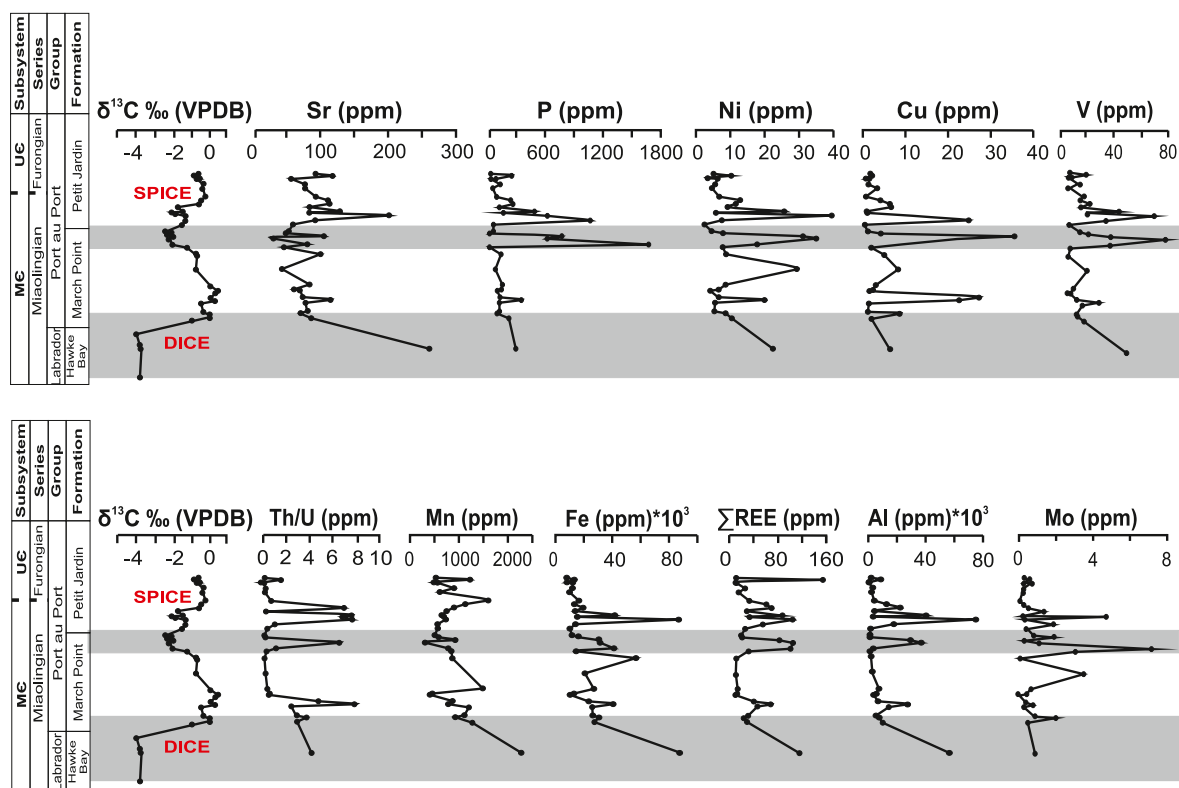 Subsystem
Series
Group
Formation
δ¹³C ‰ (VPDB)
Sr (ppm)
P (ppm)
Ni (ppm)
Cu (ppm)
V (ppm)
-4 -2 0
0 100 200 300
0 600 1200 1800
0 10 20 30 40
0 10 20 30 40
0 40 80
UЄ
MЄ
Furongian
Miaolingian
Port au Port
Labrador
Petit Jardin
March Point
Hawke
Bay
SPICE
DICE
Subsystem
Series
Group
Formation
δ¹³C ‰ (VPDB)
Th/U (ppm)
Mn (ppm)
Fe (ppm)*10³
∑REE (ppm)
Al (ppm)*10³
Mo (ppm)
-4 -2 0
0 2 4 6 8 10
0 1000 2000
0 40 80
0 80 160
0 40 80
0 4 8
UЄ
MЄ
Furongian
Miaolingian
Port au Port
Labrador
Petit Jardin
March Point
Hawke
Bay
SPICE
DICE